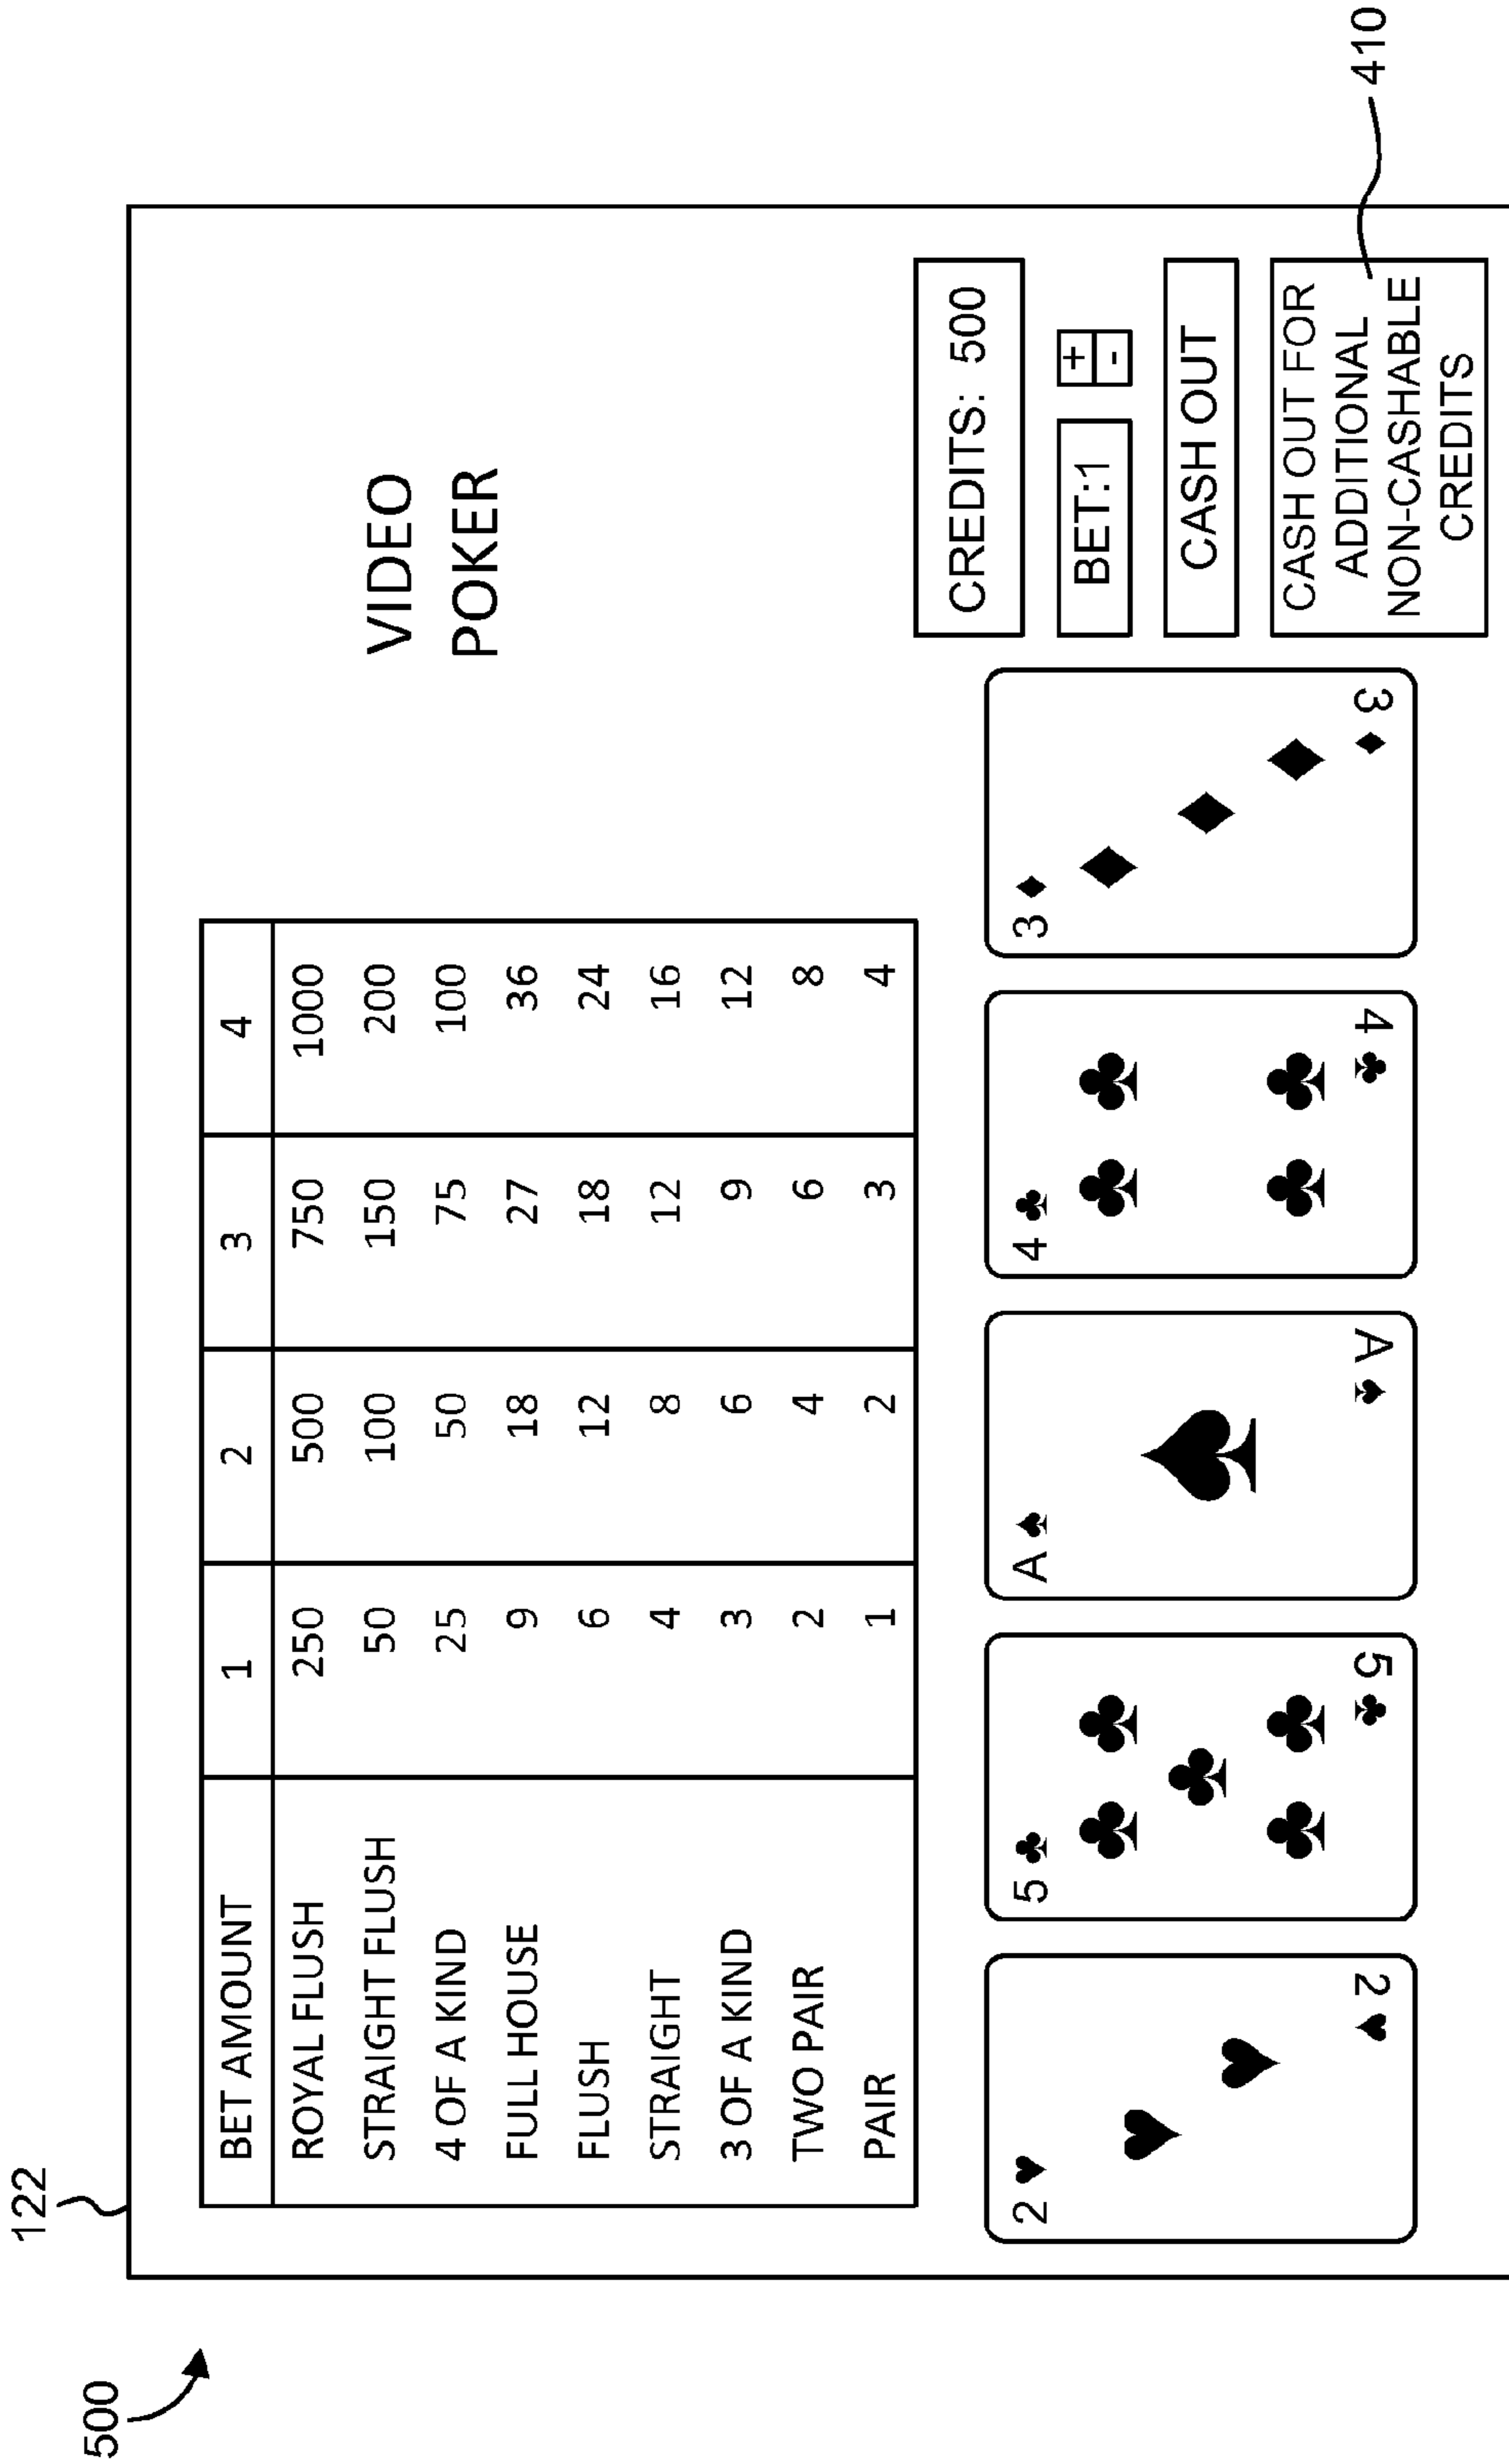 500
122
BET AMOUNT 1 2 3 4
ROYAL FLUSH 250 500 750 1000
STRAIGHT FLUSH 50 100 150 200
4 OF A KIND 25 50 75 100
FULL HOUSE 9 18 27 36
FLUSH 6 12 18 24
STRAIGHT 4 8 12 16
3 OF A KIND 3 6 9 12
TWO PAIR 2 4 6 8
PAIR 1 2 3 4
VIDEO
POKER
2
2
5
5
A
A
4
4
3
3
CREDITS: 500
BET:1
+
-
CASH OUT
CASH OUT FOR
ADDITIONAL
NON-CASHABLE
CREDITS
410